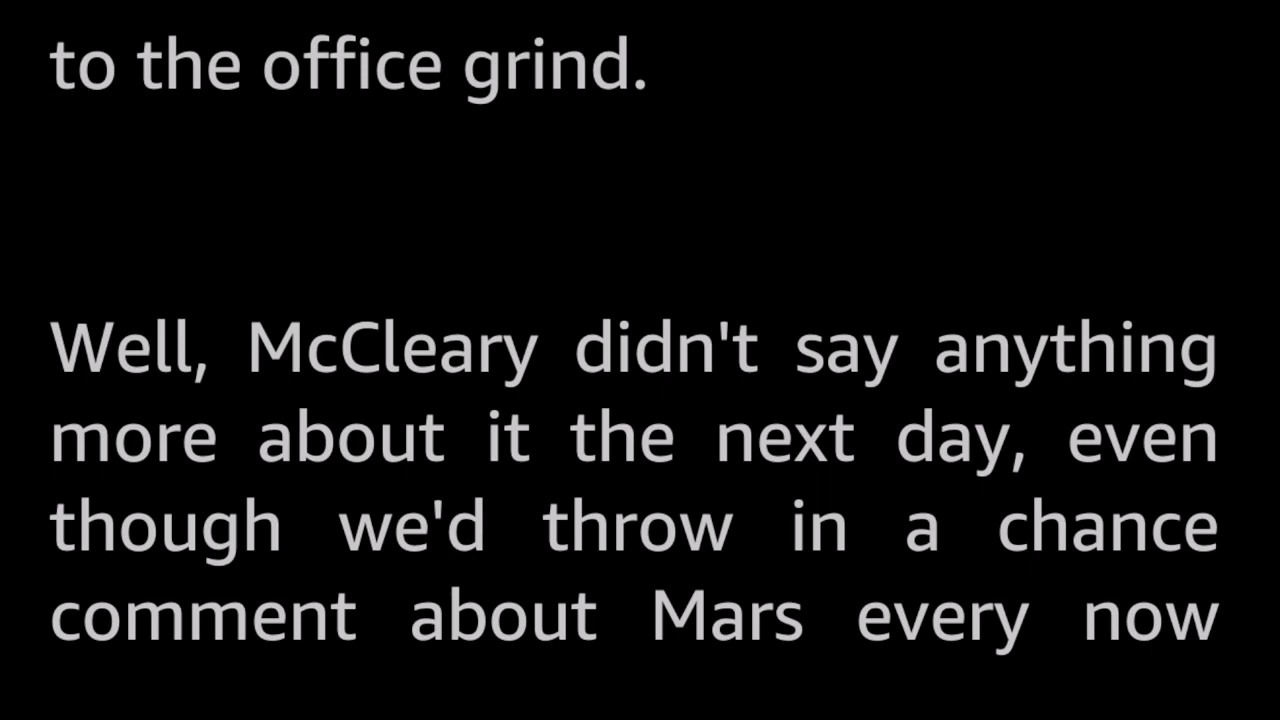 to the office grind.
Well, McCleary didn't say anything
more about it the next day, even
though we'd throw in a chance
comment about Mars every now